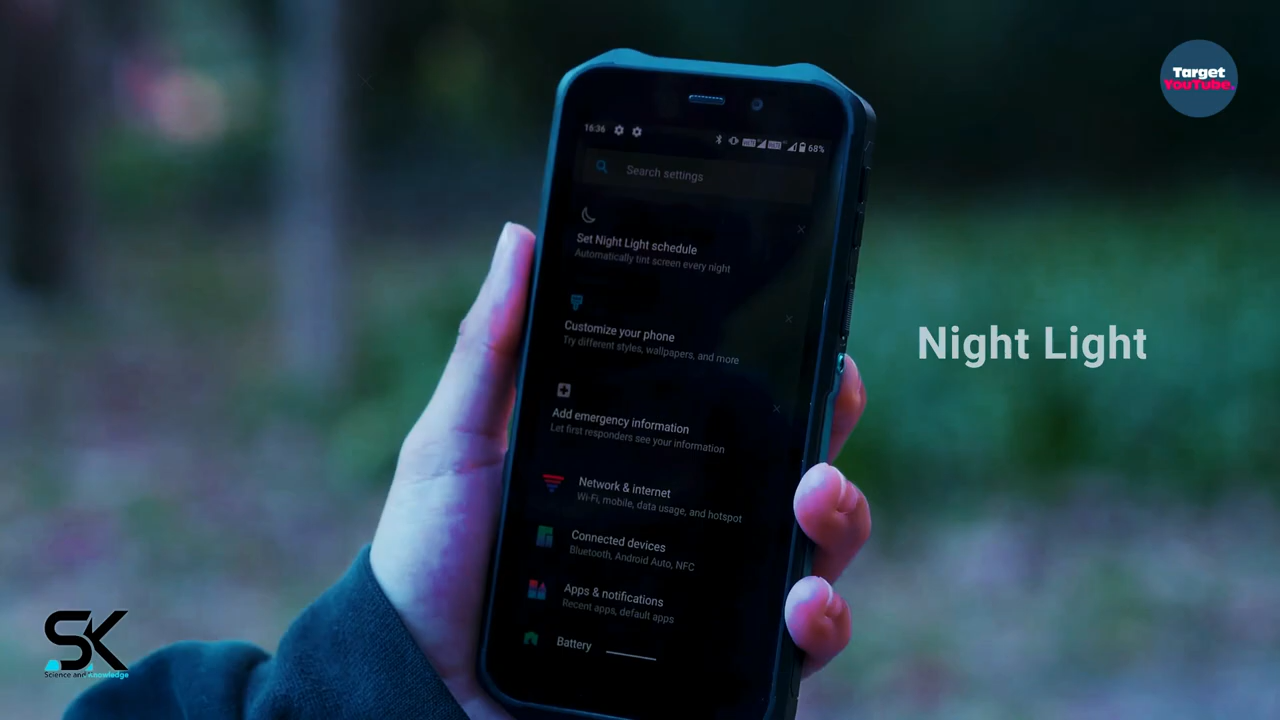 Target
YouTube.
16:36
68%
Search settings
Set Night Light schedule
Automatically tint screen every night
Customize your phone
Try different styles, wallpapers, and more
Night Light
Add emergency information
Let first responders see your information
Network & internet
Wi-Fi, mobile, data usage, and hotspot
Connected devices
Bluetooth, Android Auto, NFC
Apps & notifications
Recent apps, default apps
Battery
SK
Science and Knowledge